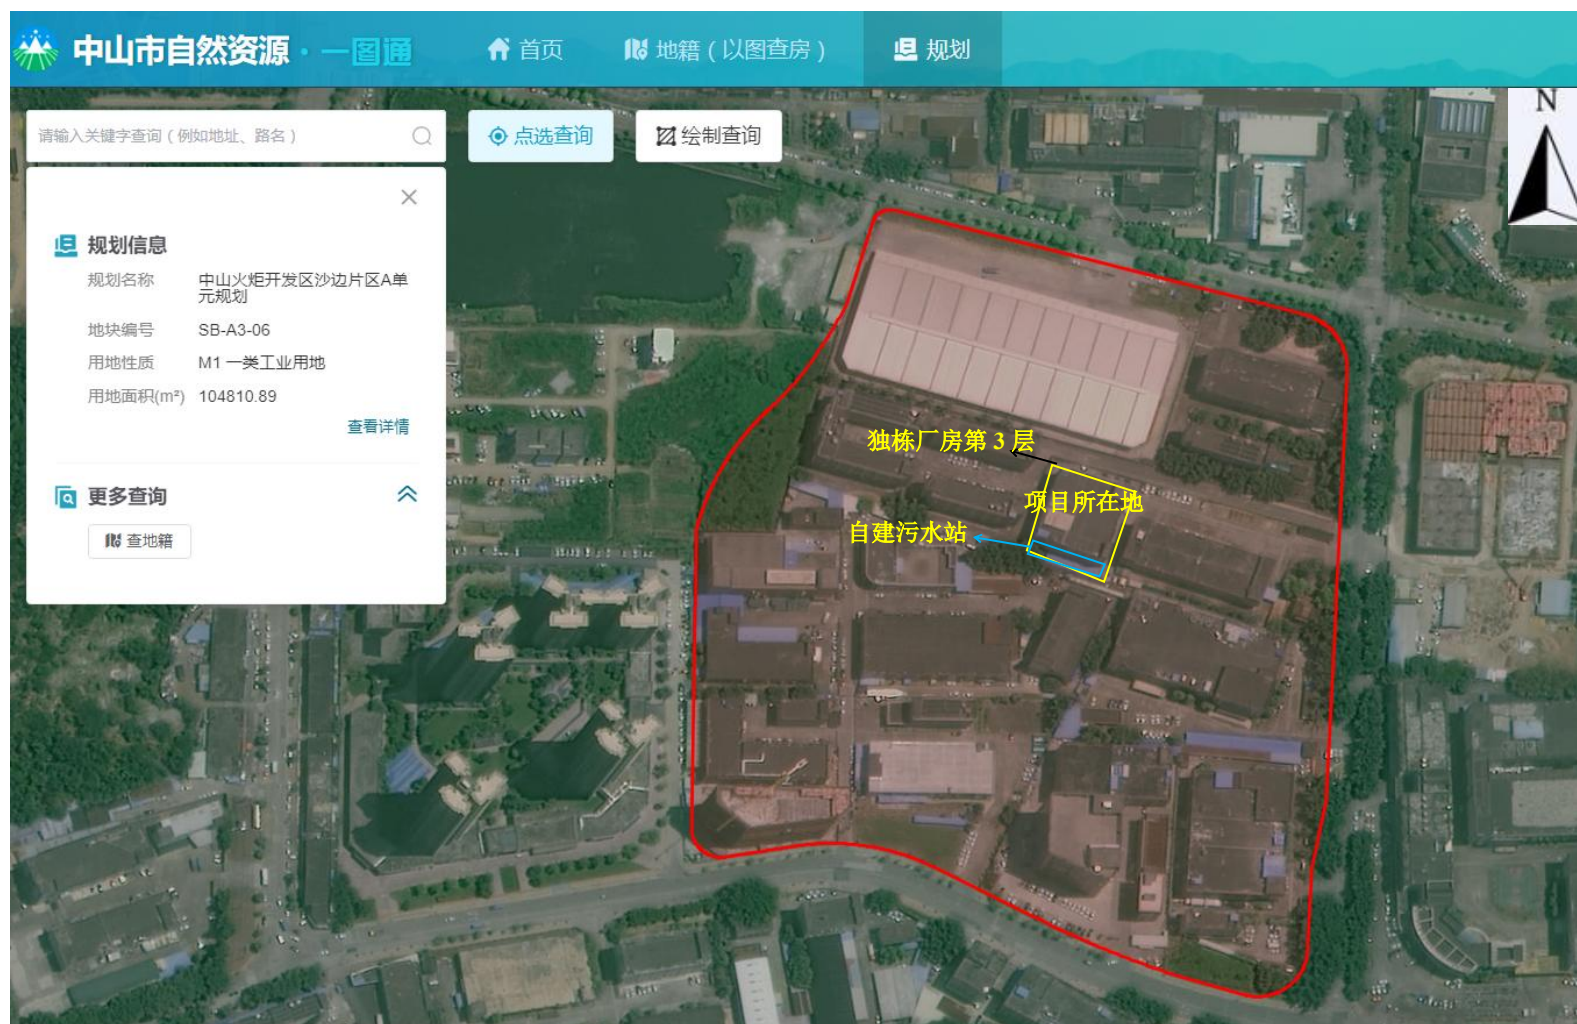 中山市自然资源·一图通
首页
地籍（以图查房）
规划
请输入关键字查询（例如地址、路名）
点选查询
绘制查询
N
规划信息
规划名称 中山火炬开发区沙边片区A单
元规划
地块编号 SB-A3-06
用地性质 M1 一类工业用地
用地面积(m²) 104810.89
查看详情
更多查询
查地籍
独栋厂房第 3 层
项目所在地
自建污水站